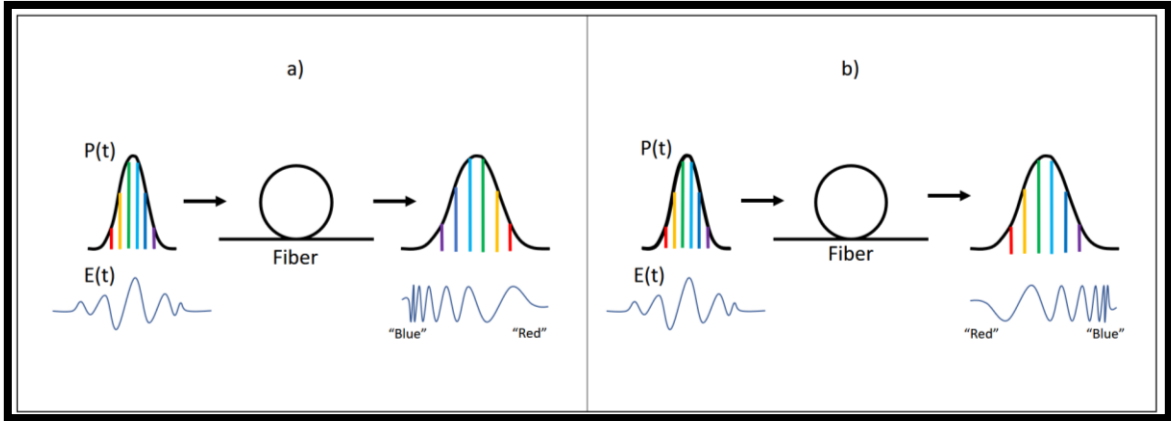 a)
P(t)
Fiber
E(t)
“Blue”
“Red”
b)
P(t)
Fiber
E(t)
“Red”
“Blue”